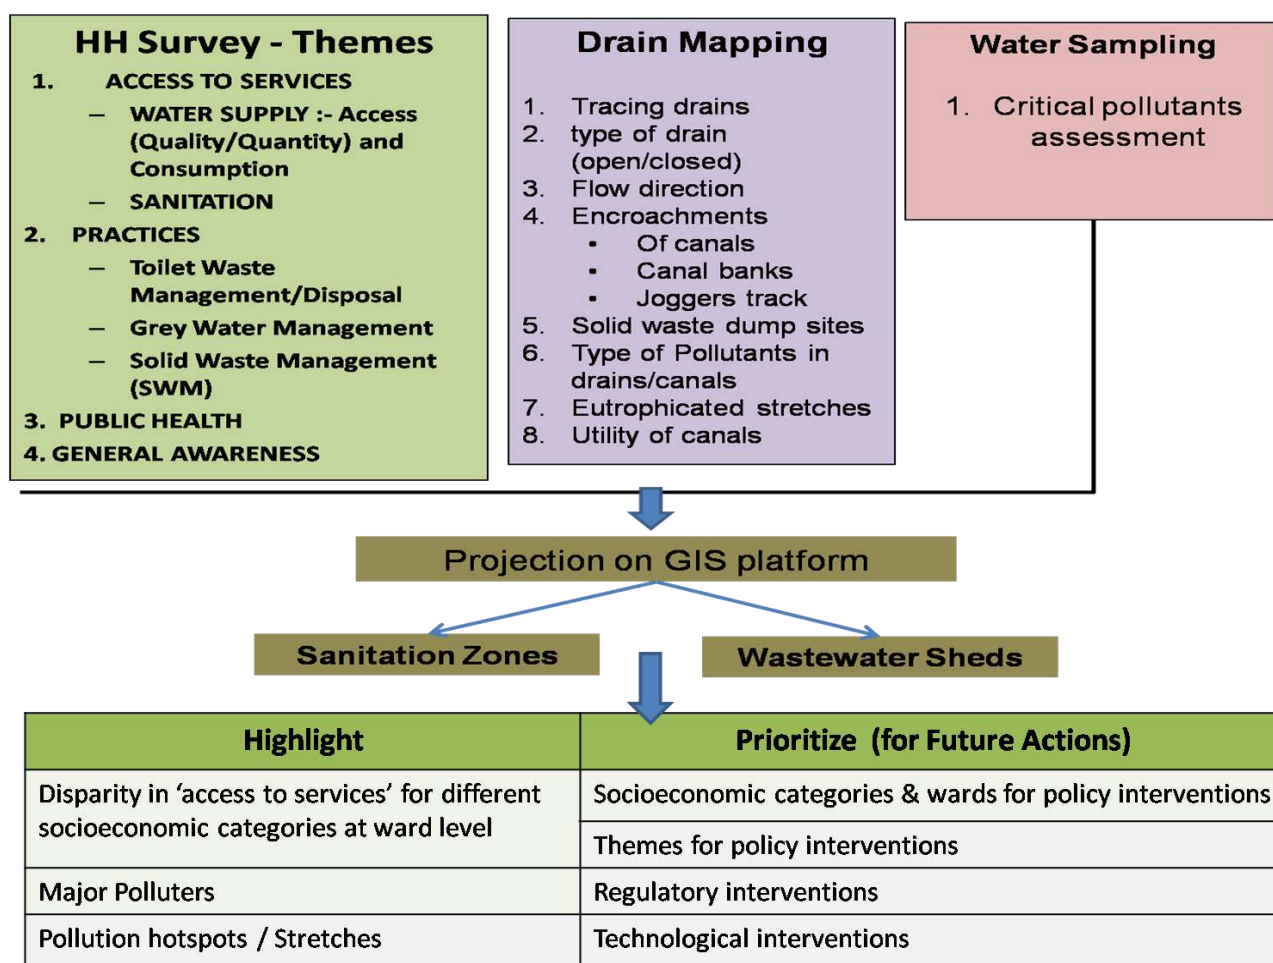 HH Survey - Themes
1. ACCESS TO SERVICES
– WATER SUPPLY :- Access
(Quality/Quantity) and
Consumption
– SANITATION
2. PRACTICES
– Toilet Waste
Management/Disposal
– Grey Water Management
– Solid Waste Management
(SWM)
3. PUBLIC HEALTH
4. GENERAL AWARENESS
Drain Mapping
1. Tracing drains
2. type of drain
(open/closed)
3. Flow direction
4. Encroachments
▪ Of canals
▪ Canal banks
▪ Joggers track
5. Solid waste dump sites
6. Type of Pollutants in
drains/canals
7. Eutrophicated stretches
8. Utility of canals
Water Sampling
1. Critical pollutants
assessment
Projection on GIS platform
Sanitation Zones
Wastewater Sheds
Highlight
Prioritize (for Future Actions)
Disparity in ‘access to services’ for different
socioeconomic categories at ward level
Socioeconomic categories & wards for policy interventions
Themes for policy interventions
Major Polluters
Regulatory interventions
Pollution hotspots / Stretches
Technological interventions